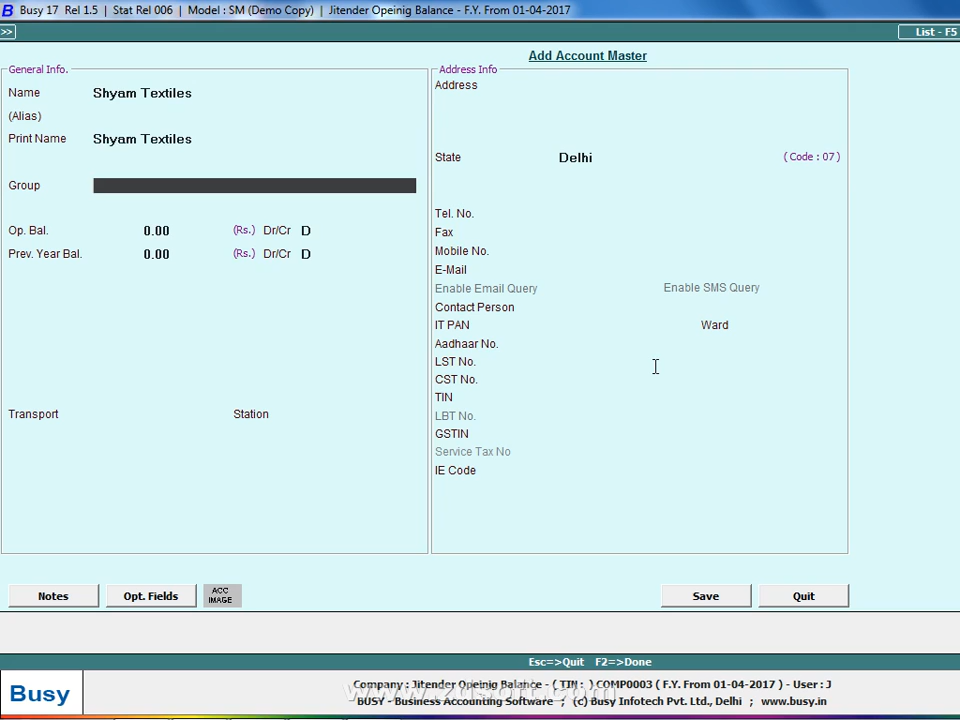 Busy 17 Rel 1.5 | Stat Rel 006 | Model : SM (Demo Copy) | Jitender Opeinig Balance - F.Y. From 01-04-2017
>> List - F5
Add Account Master
General Info.
Name Shyam Textiles
(Alias)
Print Name Shyam Textiles
Group
Op. Bal. 0.00 (Rs.) Dr/Cr D
Prev. Year Bal. 0.00 (Rs.) Dr/Cr D
Transport Station
Address Info
Address
State Delhi ( Code : 07 )
Tel. No.
Fax
Mobile No.
E-Mail
Enable Email Query Enable SMS Query
Contact Person
IT PAN Ward
Aadhaar No.
LST No.
CST No.
TIN
LBT No.
GSTIN
Service Tax No
IE Code
Notes Opt. Fields ACC IMAGE Save Quit
Esc=>Quit F2=>Done
Busy
Company : Jitender Opeinig Balance - ( TIN : ) COMP0003 ( F.Y. From 01-04-2017 ) - User : J
BUSY - Business Accounting Software ; (c) Busy Infotech Pvt. Ltd., Delhi ; www.busy.in